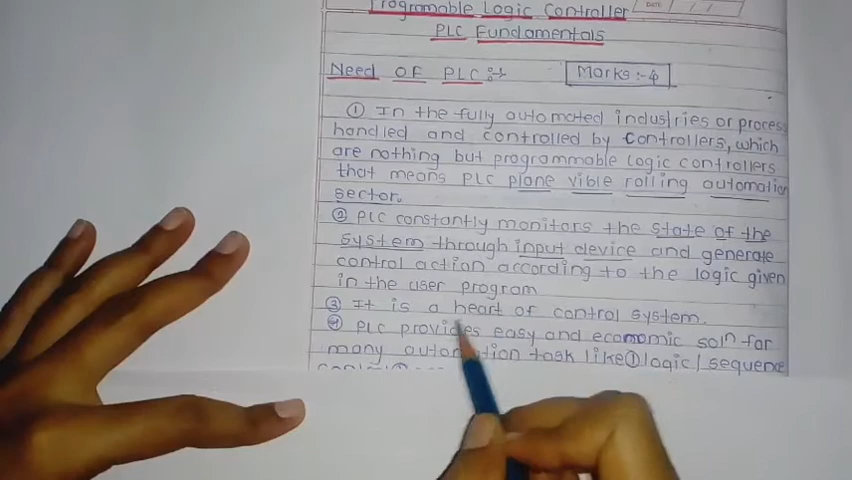 Programable Logic Controller
DATE / /
PLC Fundamentals
Need OF PLC :→ Marks :- 4
① In the fully automated industries or process
handled and controlled by controllers, which
are nothing but programmable logic controllers
that means PLC plane vible rolling automation
sector.
② PLC constantly monitors the state of the
system through input device and generate
control action according to the logic given
in the user program
③ It is a heart of control system.
④ PLC provides easy and economic soln for
many automation task like ① logic / sequence